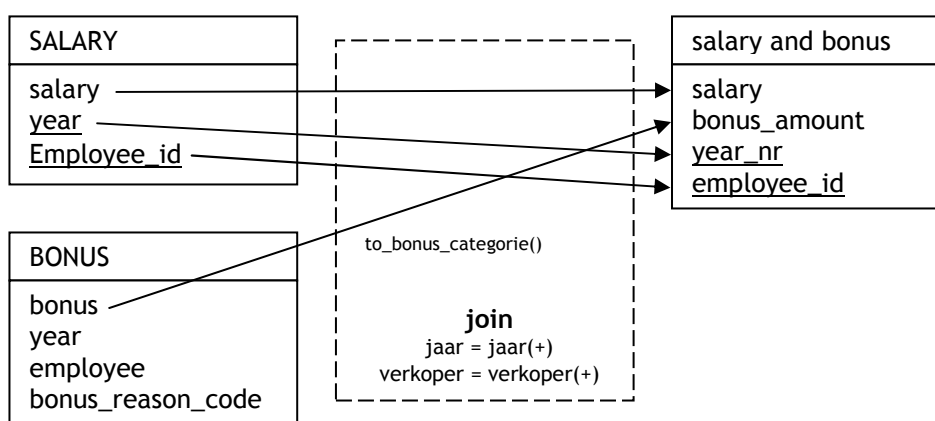 SALARY
salary
year
Employee_id
BONUS
bonus
year
employee
bonus_reason_code
to_bonus_categorie()
join
jaar = jaar(+)
verkoper = verkoper(+)
salary and bonus
salary
bonus_amount
year_nr
employee_id